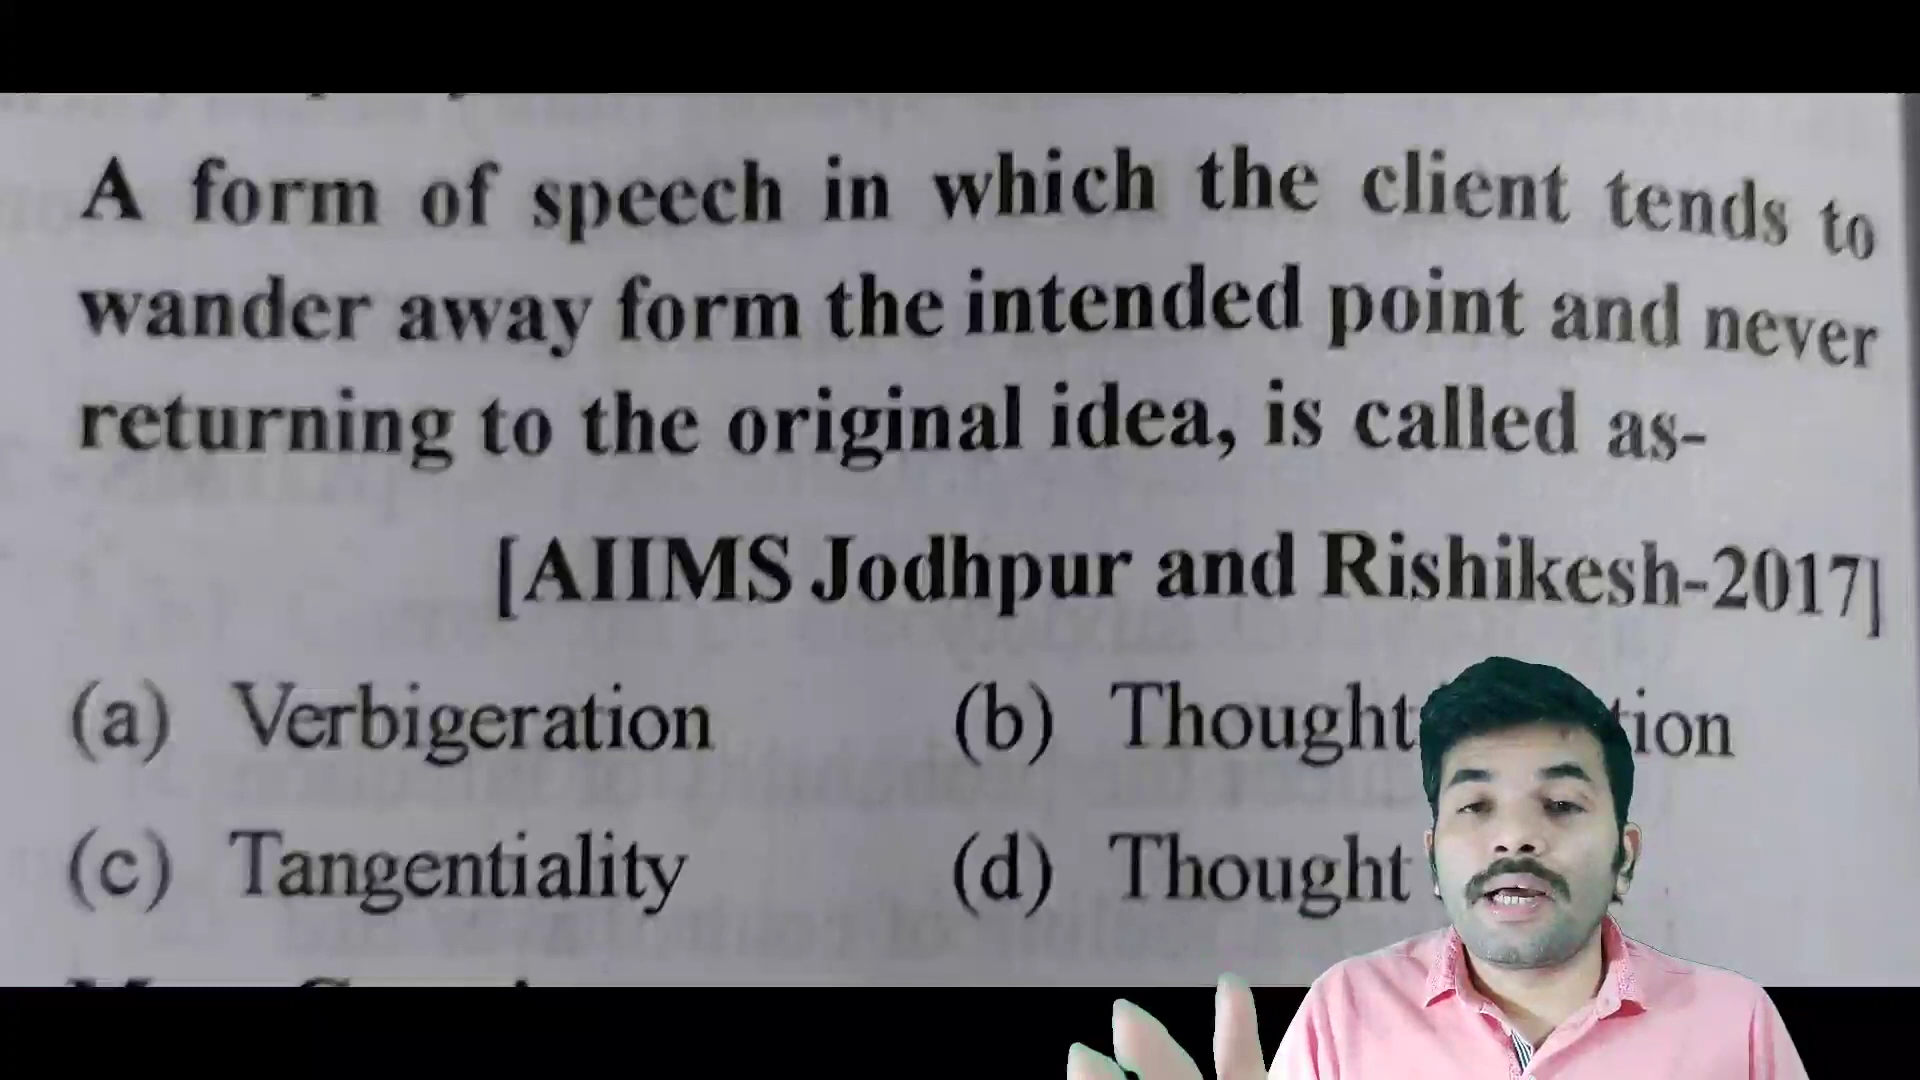 A form of speech in which the client tends to
wander away form the intended point and never
returning to the original idea, is called as-
[AIIMS Jodhpur and Rishikesh-2017]
(a) Verbigeration (b) Thought
(c) Tangentiality (d) Thought